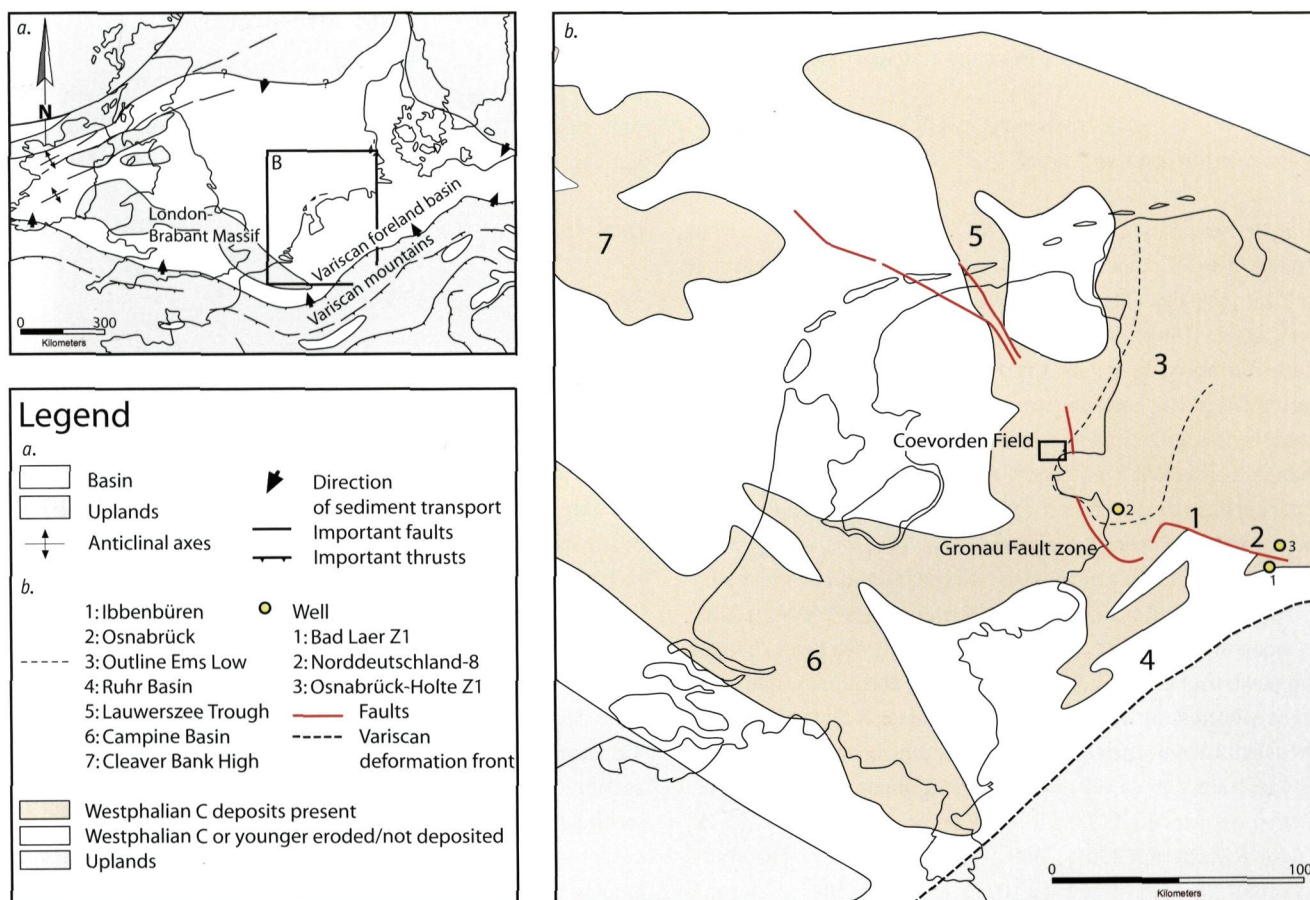 a.
N
?
?
B
London-
Brabant Massif
Variscan foreland basin
Variscan mountains
0 300
Kilometers
Legend
a.
Basin
Uplands
Anticlinal axes
Direction
of sediment transport
Important faults
Important thrusts
b.
1: Ibbenbüren
2: Osnabrück
3: Outline Ems Low
4: Ruhr Basin
5: Lauwerszee Trough
6: Campine Basin
7: Cleaver Bank High
Well
1: Bad Laer Z1
2: Norddeutschland-8
3: Osnabrück-Holte Z1
Faults
Variscan
deformation front
Westphalian C deposits present
Westphalian C or younger eroded/not deposited
Uplands
b.
7
5
3
Coevorden Field
2
1
Gronau Fault zone
2
3
1
6
4
0 100
Kilometers